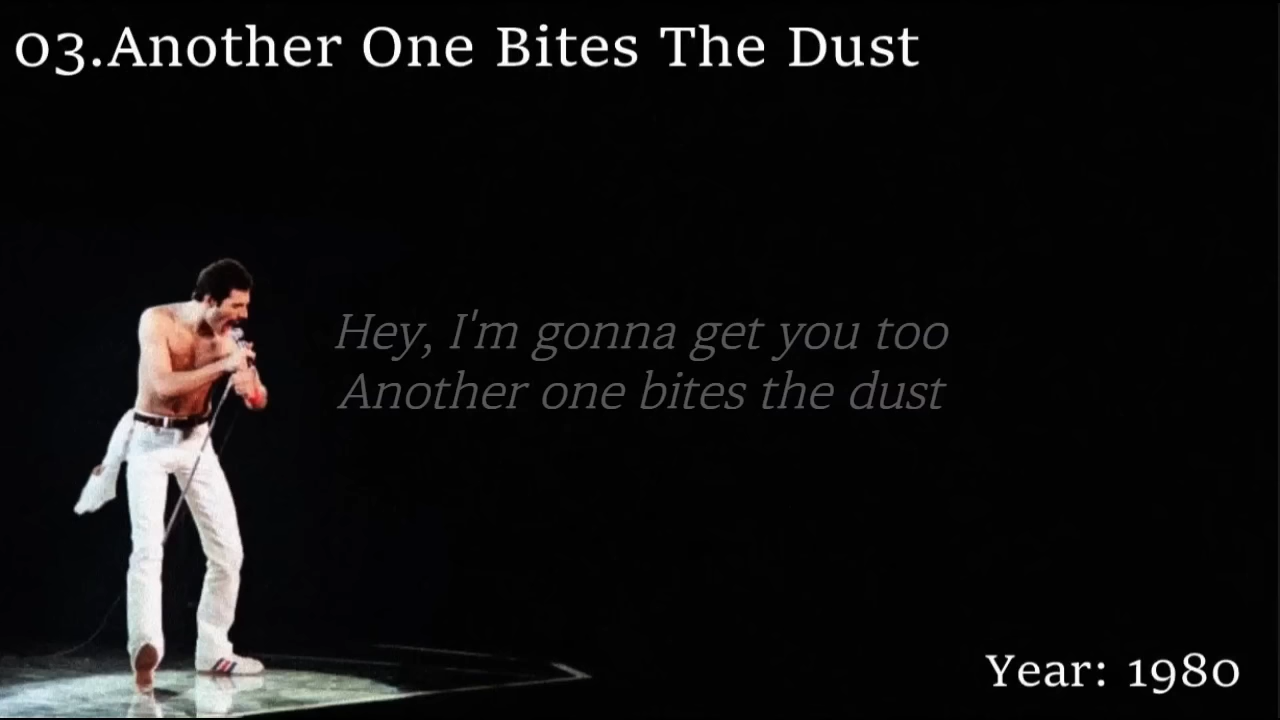 03.Another One Bites The Dust
Hey, I'm gonna get you too
Another one bites the dust
Year: 1980